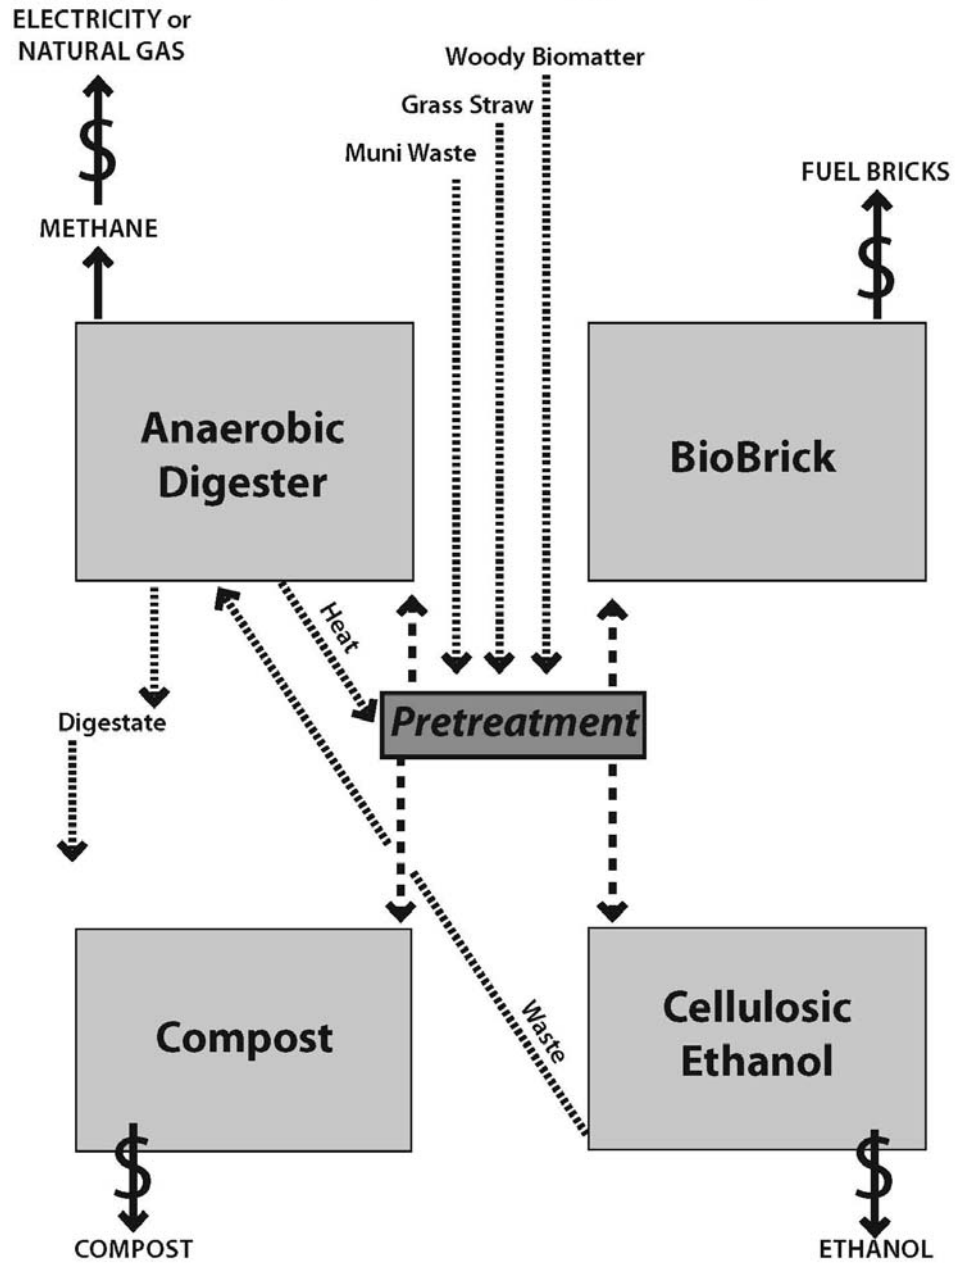 ELECTRICITY or
NATURAL GAS
$
METHANE
Woody Biomatter
Grass Straw
Muni Waste
FUEL BRICKS
$
Anaerobic
Digester
BioBrick
Heat
Digestate
Pretreatment
Compost
Waste
Cellulosic
Ethanol
$
COMPOST
$
ETHANOL